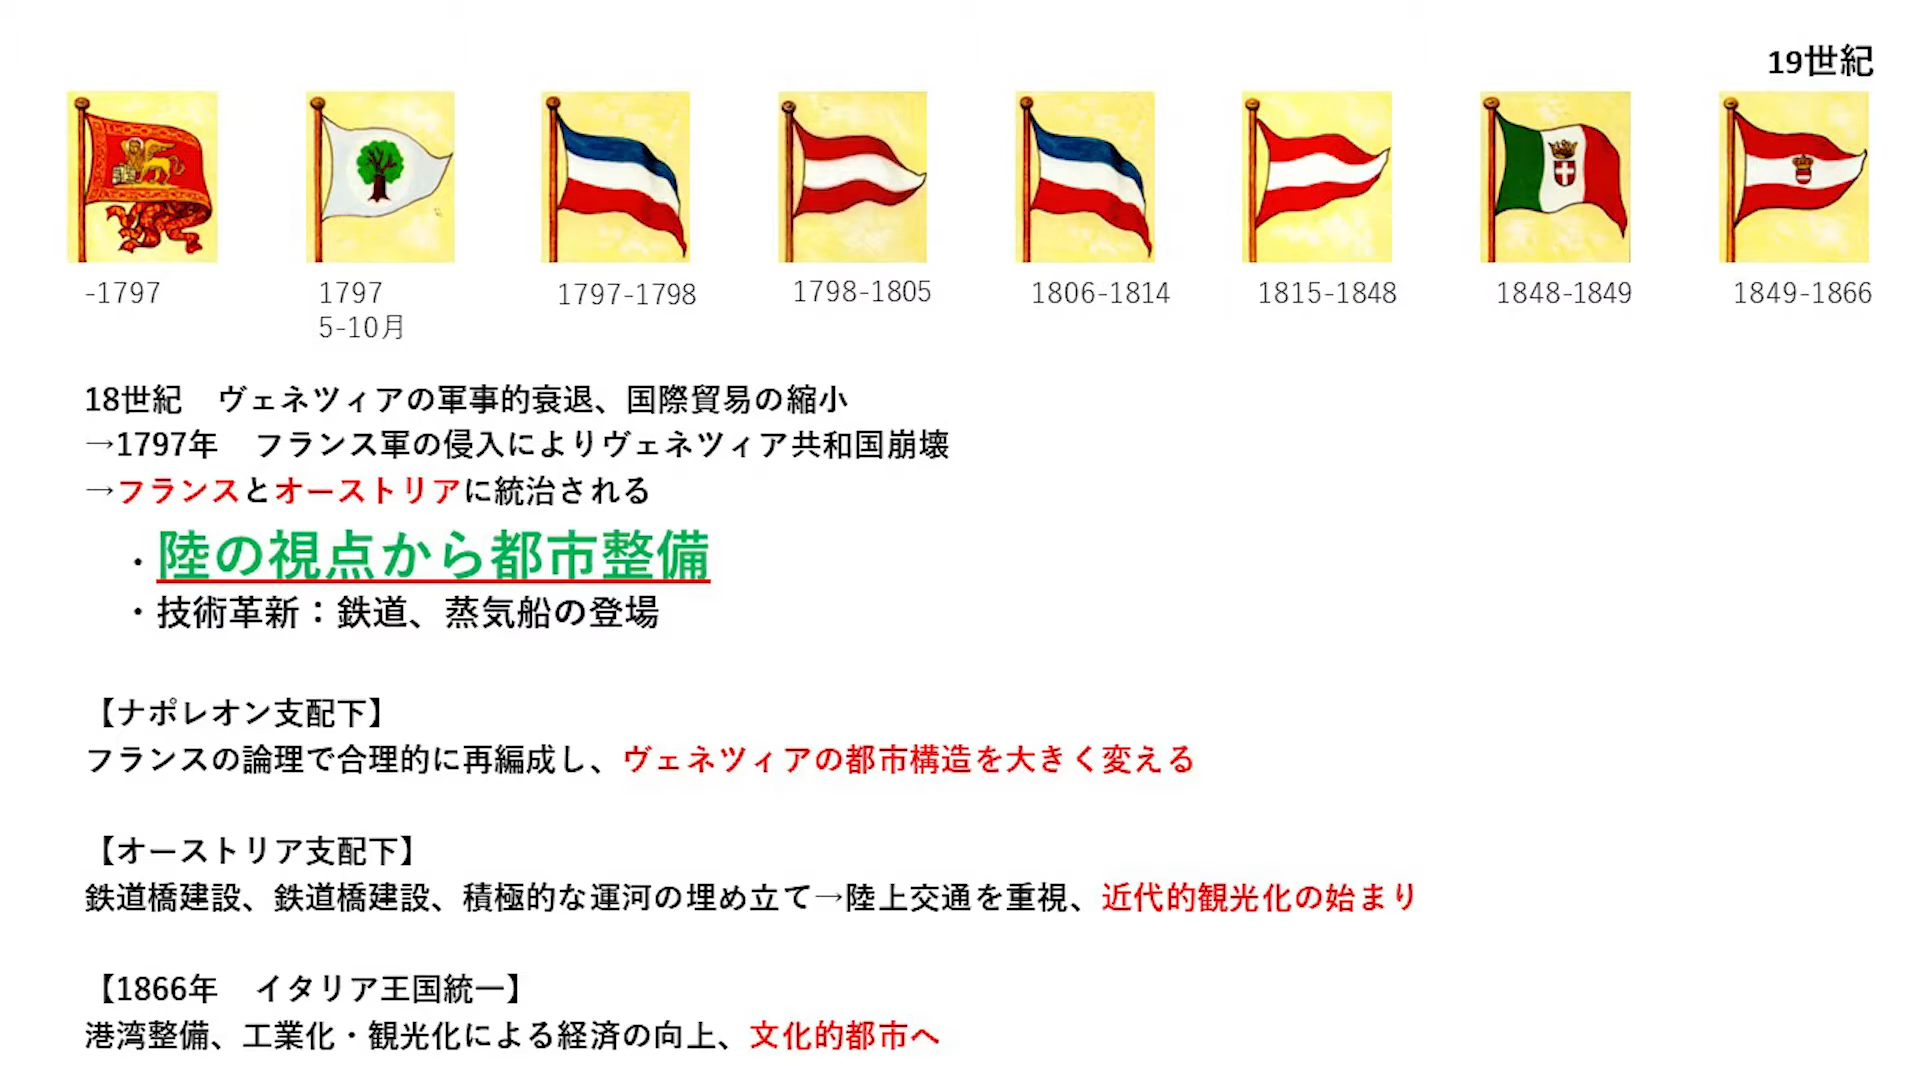 19世紀
-1797
1797
5-10月
1797-1798
1798-1805
1806-1814
1815-1848
1848-1849
1849-1866
18世紀　ヴェネツィアの軍事的衰退、国際貿易の縮小
→1797年　フランス軍の侵入によりヴェネツィア共和国崩壊
→フランスとオーストリアに統治される
・陸の視点から都市整備
・技術革新：鉄道、蒸気船の登場
【ナポレオン支配下】
フランスの論理で合理的に再編成し、ヴェネツィアの都市構造を大きく変える
【オーストリア支配下】
鉄道橋建設、鉄道橋建設、積極的な運河の埋め立て→陸上交通を重視、近代的観光化の始まり
【1866年　イタリア王国統一】
港湾整備、工業化・観光化による経済の向上、文化的都市へ